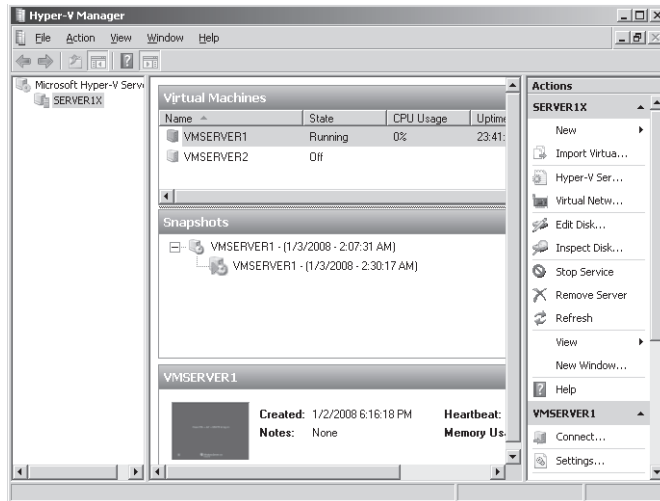 Hyper-V Manager
File Action View Window Help
Microsoft Hyper-V Serv
SERVER1X
Virtual Machines
Name State CPU Usage Uptime
VMSERVER1 Running 0% 23:41:
VMSERVER2 Off
Snapshots
VMSERVER1 - (1/3/2008 - 2:07:31 AM)
VMSERVER1 - (1/3/2008 - 2:30:17 AM)
VMSERVER1
Created: 1/2/2008 6:16:18 PM Heartbeat:
Notes: None Memory Us
Actions
SERVER1X
New
Import Virtua...
Hyper-V Ser...
Virtual Netw...
Edit Disk...
Inspect Disk...
Stop Service
Remove Server
Refresh
View
New Window...
Help
VMSERVER1
Connect...
Settings...